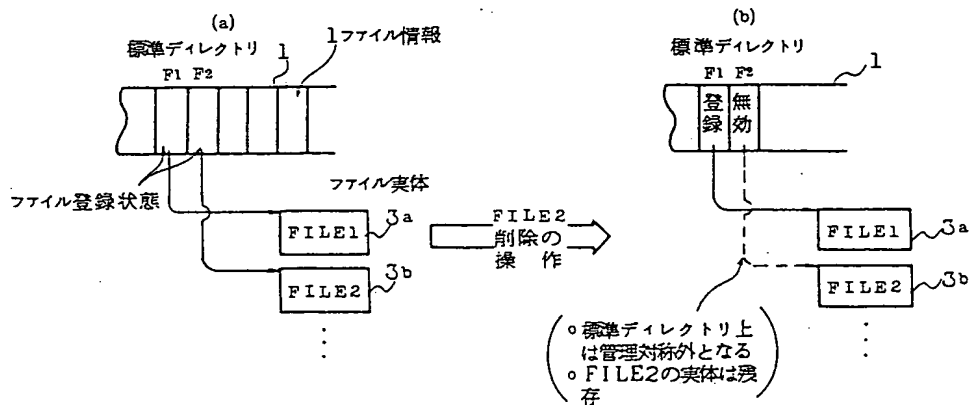 (a)
標準ディレクトリ
1
1ファイル情報
F1 F2
ファイル登録状態
ファイル実体
FILE1
3a
FILE2
3b
FILE2
削除の
操作
(b)
標準ディレクトリ
F1 F2
1
登録
無効
FILE1
3a
FILE2
3b
○標準ディレクトリ上
は管理対称外となる
○FILE2の実体は残
存